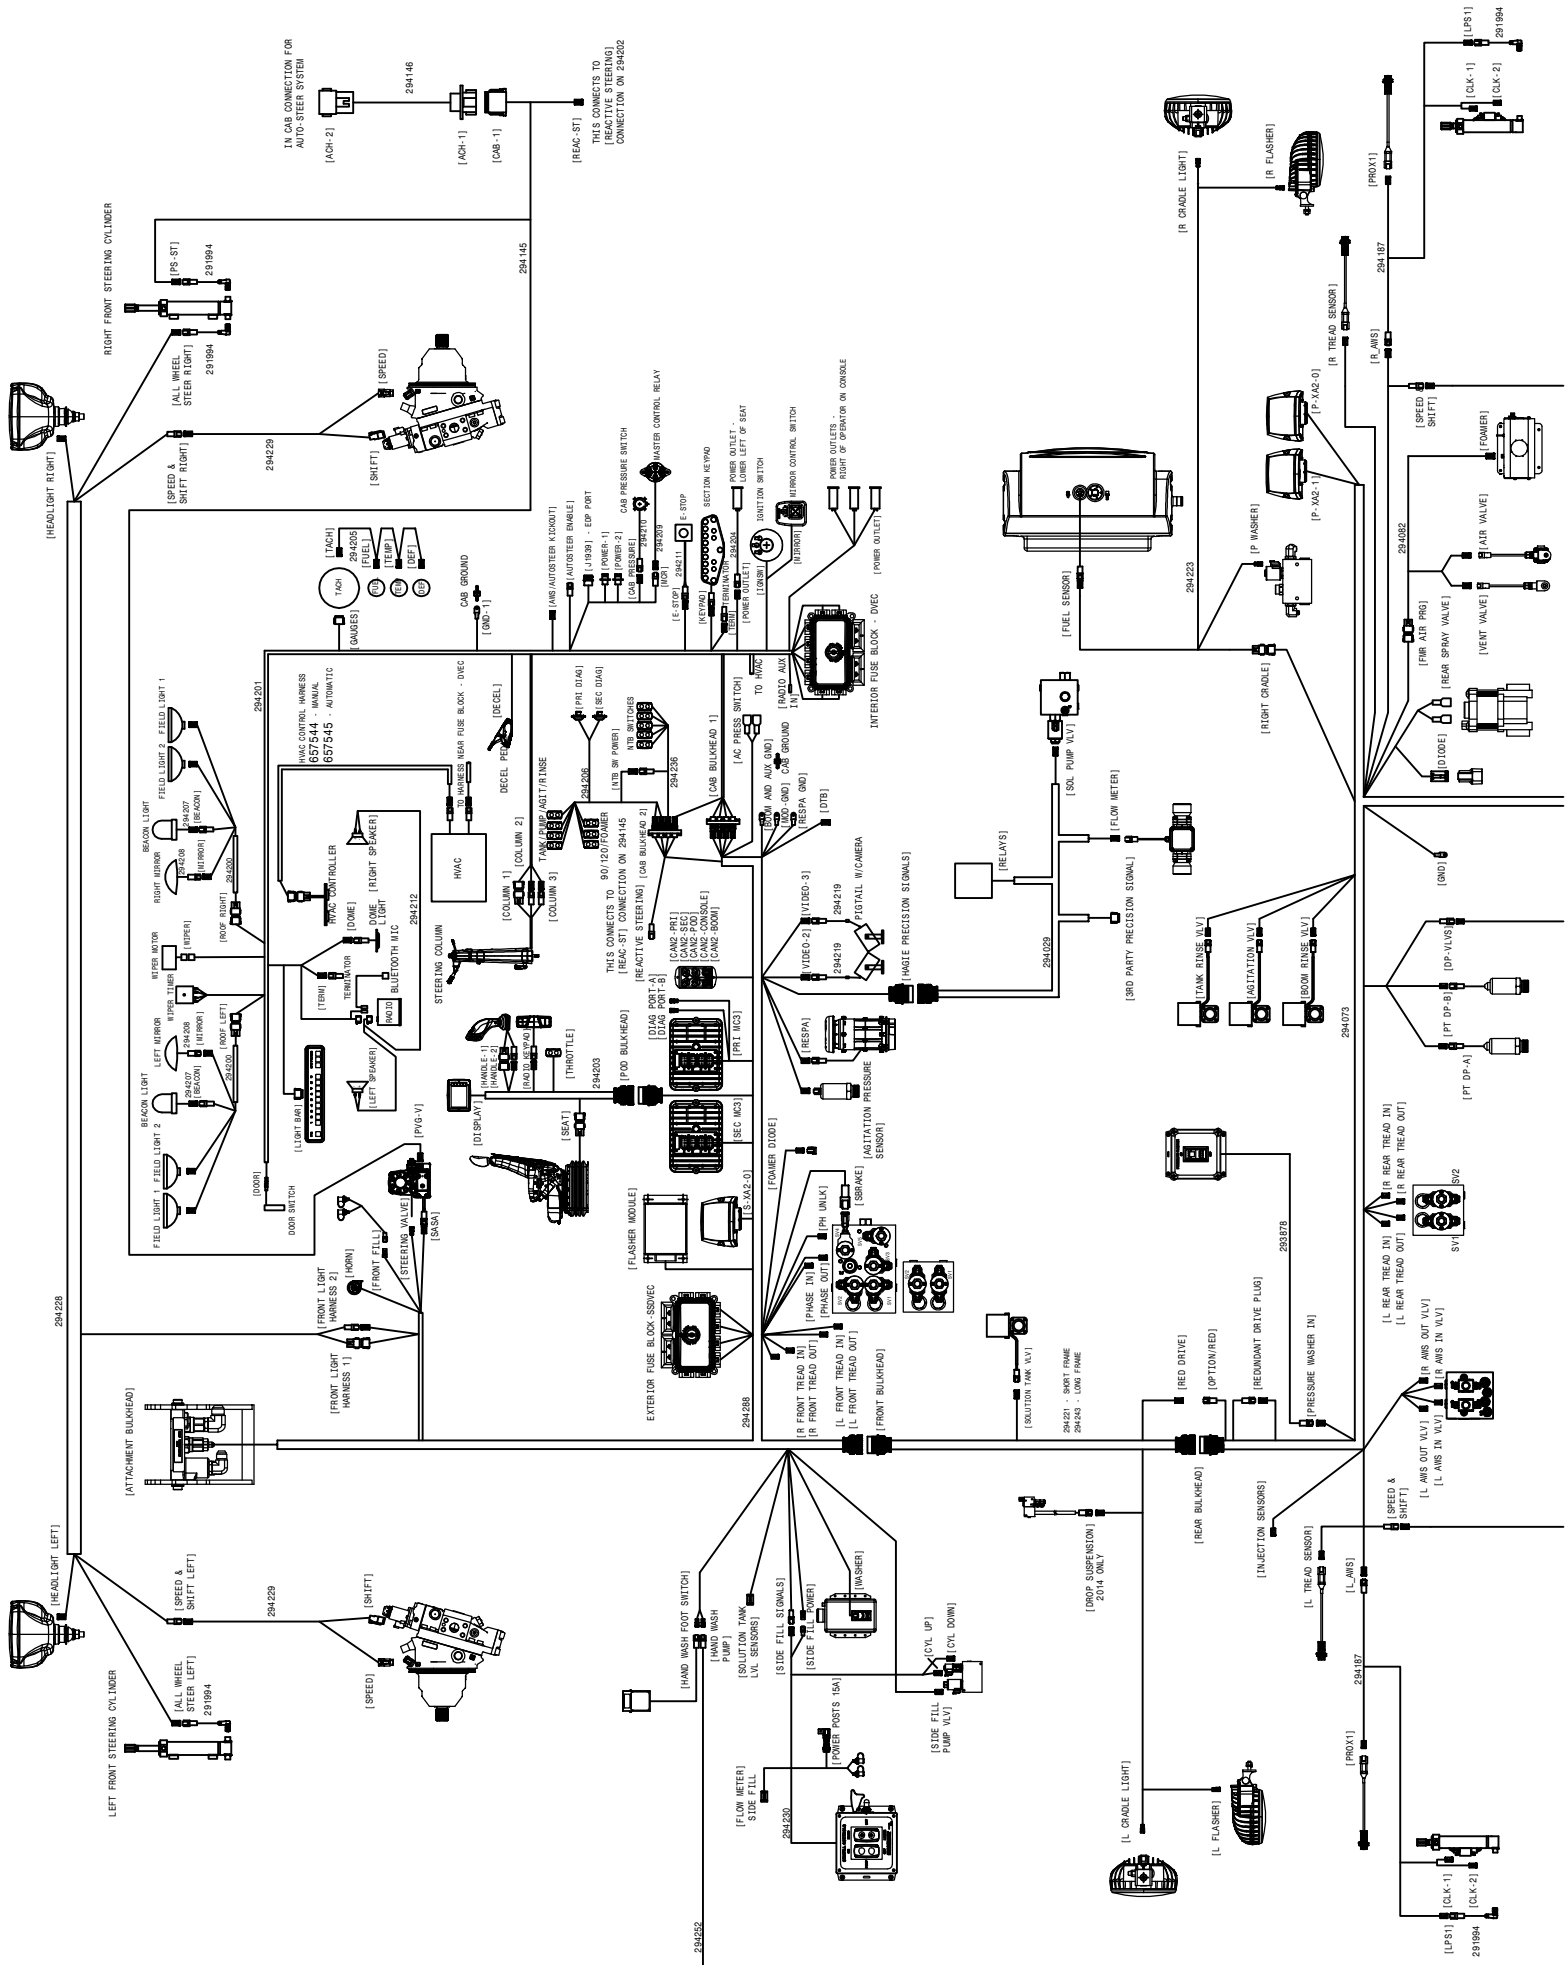 IN CAB CONNECTION FOR
AUTO-STEER SYSTEM
[ACH-2]
294146
[ACH-1]
[CAB-1]
[REAC-ST]
THIS CONNECTS TO
[REACTIVE STEERING]
CONNECTION ON 294202
RIGHT FRONT STEERING CYLINDER
[PS-ST]
291994
294145
[HEADLIGHT RIGHT]
[ALL WHEEL
STEER RIGHT]
291994
[SPEED &
SHIFT RIGHT]
294229
[SHIFT]
[SPEED]
294228
[HEADLIGHT LEFT]
LEFT FRONT STEERING CYLINDER
[ALL WHEEL
STEER LEFT]
291994
[SPEED &
SHIFT LEFT]
294229
[SHIFT]
[SPEED]
[ATTACHMENT BULKHEAD]
[FRONT LIGHT
HARNESS 2]
[FRONT LIGHT
HARNESS 1]
[HORN]
[FRONT FILL]
[STEERING VALVE]
[SASA]
[PVG-V]
FIELD LIGHT 1
FIELD LIGHT 2
BEACON LIGHT
294207
[BEACON]
RIGHT MIRROR
294208
[MIRROR]
294200
[ROOF RIGHT]
WIPER MOTOR
[WIPER]
WIPER TIMER
LEFT MIRROR
294208
[MIRROR]
[ROOF LEFT]
294200
BEACON LIGHT
294207
[BEACON]
FIELD LIGHT 2
FIELD LIGHT 1
[DOOR]
DOOR SWITCH
294201
HVAC CONTROL HARNESS
657544 - MANUAL
657545 - AUTOMATIC
HVAC CONTROLLER
[RIGHT SPEAKER]
294212
[DOME]
DOME
LIGHT
[TERM]
TERMINATOR
BLUETOOTH MIC
RADIO
[LEFT SPEAKER]
[LIGHT BAR]
TO HARNESS NEAR FUSE BLOCK - DVEC
HVAC
[TACH]
294205
[FUEL]
[TEMP]
[DEF]
TACH
FUEL
TEMP
DEF
[GAUGES]
CAB GROUND
[GND-1]
[DECEL]
DECEL PEDAL
[AWS/AUTOSTEER KICKOUT]
[AUTOSTEER ENABLE]
[J1939] - EDP PORT
[POWER-1]
[POWER-2]
CAB PRESSURE SWITCH
294210
[CAB PRESSURE]
294209
[MCR]
MASTER CONTROL RELAY
E-STOP
294211
[E-STOP]
SECTION KEYPAD
[KEYPAD]
TERMINATOR
[TERM]
POWER OUTLET -
LOWER LEFT OF SEAT
294204
[POWER OUTLET]
IGNITION SWITCH
[IGNSW]
MIRROR CONTROL SWITCH
[MIRROR]
POWER OUTLETS -
RIGHT OF OPERATOR ON CONSOLE
[POWER OUTLET]
INTERIOR FUSE BLOCK - DVEC
[RADIO AUX
IN]
TO HVAC
[AC PRESS SWITCH]
[CAB BULKHEAD 1]
[PRI DIAG]
[SEC DIAG]
NTB SWITCHES
[NTB SW POWER]
294206
294236
[COLUMN 1]
[COLUMN 2]
[COLUMN 3]
TANK/PUMP/AGIT/RINSE
90/120/FOAMER
[CAB BULKHEAD 2]
STEERING COLUMN
THIS CONNECTS TO
[REAC-ST] CONNECTION ON 294145
[REACTIVE STEERING]
[CAN2-PRI]
[CAN2-SEC]
[CAN2-POD]
[CAN2-CONSOLE]
[CAN2-BOOM]
[DIAG PORT-A]
[DIAG PORT-B]
[PRI MC3]
[SEC MC3]
[DISPLAY]
[HANDLE-1]
[HANDLE-2]
[RADIO KEYPAD]
[THROTTLE]
294203
[POD BULKHEAD]
[SEAT]
[FLASHER MODULE]
[S-XA2-O]
EXTERIOR FUSE BLOCK-SSDVEC
294288
[BOOM AND AUX GND]
[MOD-GND] CAB GROUND
[RESPA GND]
[DTB]
[VIDEO-3]
[VIDEO-2]
294219
294219
PIGTAIL W/CAMERA
[HAGIE PRECISION SIGNALS]
[RESPA]
[AGITATION PRESSURE
SENSOR]
[FOAMER DIODE]
[SBRAKE]
[PH UNLK]
[PHASE IN]
[PHASE OUT]
[R FRONT TREAD IN]
[R FRONT TREAD OUT]
[L FRONT TREAD IN]
[L FRONT TREAD OUT]
[FRONT BULKHEAD]
[RELAYS]
294029
[3RD PARTY PRECISION SIGNAL]
[SOL PUMP VLV]
[FLOW METER]
[FUEL SENSOR]
294223
[P WASHER]
[RIGHT CRADLE]
[R CRADLE LIGHT]
[R FLASHER]
[P-XA2-O]
[P-XA2-1]
[R TREAD SENSOR]
[R_AWS]
294187
[PROX1]
[LPS1]
291994
[CLK-1]
[CLK-2]
[SPEED &
SHIFT]
[FOAMER]
294082
[AIR VALVE]
[VENT VALVE]
[FMR AIR PRG]
[REAR SPRAY VALVE]
[DIODE]
[GND]
[TANK RINSE VLV]
[AGITATION VLV]
[BOOM RINSE VLV]
294073
[DP-VLVS]
[PT DP-B]
[PT DP-A]
293878
[R REAR TREAD IN]
[R REAR TREAD OUT]
[L REAR TREAD IN]
[L REAR TREAD OUT]
SV2
SV1
[SOLUTION TANK VLV]
294221 - SHORT FRAME
294243 - LONG FRAME
[RED DRIVE]
[OPTION/RED]
[REDUNDANT DRIVE PLUG]
[PRESSURE WASHER IN]
[REAR BULKHEAD]
[DROP SUSPENSION]
2014 ONLY
[INJECTION SENSORS]
[R AWS OUT VLV]
[R AWS IN VLV]
[L AWS OUT VLV]
[L AWS IN VLV]
[SPEED &
SHIFT]
[L TREAD SENSOR]
[L_AWS]
294187
[PROX1]
[CLK-1]
[CLK-2]
[LPS1]
291994
[L CRADLE LIGHT]
[L FLASHER]
[HAND WASH FOOT SWITCH]
[HAND WASH
PUMP]
[SOLUTION TANK
LVL SENSORS]
[SIDE FILL SIGNALS]
[SIDE FILL POWER]
[WASHER]
[CYL UP]
[CYL DOWN]
[SIDE FILL
PUMP VLV]
[POWER POSTS 15A]
[FLOW METER]
SIDE FILL
294230
294252